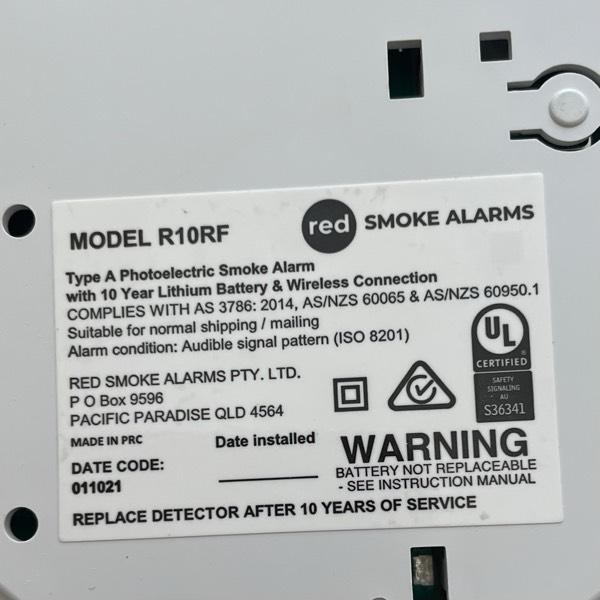 MODEL R10RF
red SMOKE ALARMS
Type A Photoelectric Smoke Alarm
with 10 Year Lithium Battery & Wireless Connection
COMPLIES WITH AS 3786: 2014, AS/NZS 60065 & AS/NZS 60950.1
Suitable for normal shipping / mailing
Alarm condition: Audible signal pattern (ISO 8201)
UL
CERTIFIED
SAFETY
SIGNALING
AU
S36341
RED SMOKE ALARMS PTY. LTD.
P O Box 9596
PACIFIC PARADISE QLD 4564
MADE IN PRC
Date installed
DATE CODE:
011021
WARNING
BATTERY NOT REPLACEABLE
- SEE INSTRUCTION MANUAL
REPLACE DETECTOR AFTER 10 YEARS OF SERVICE